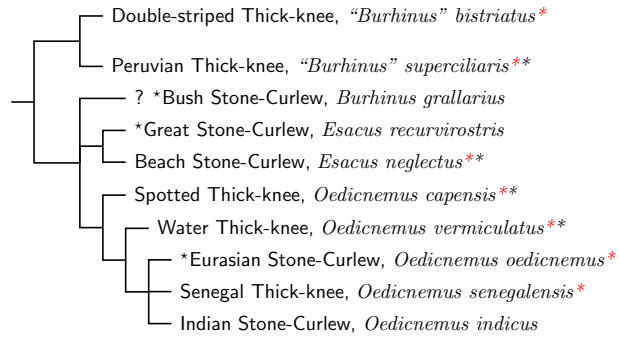 Double-striped Thick-knee, “Burhinus” bistriatus*
Peruvian Thick-knee, “Burhinus” superciliaris**
? *Bush Stone-Curlew, Burhinus grallarius
*Great Stone-Curlew, Esacus recurvirostris
Beach Stone-Curlew, Esacus neglectus**
Spotted Thick-knee, Oedicnemus capensis**
Water Thick-knee, Oedicnemus vermiculatus**
*Eurasian Stone-Curlew, Oedicnemus oedicnemus*
Senegal Thick-knee, Oedicnemus senegalensis*
Indian Stone-Curlew, Oedicnemus indicus